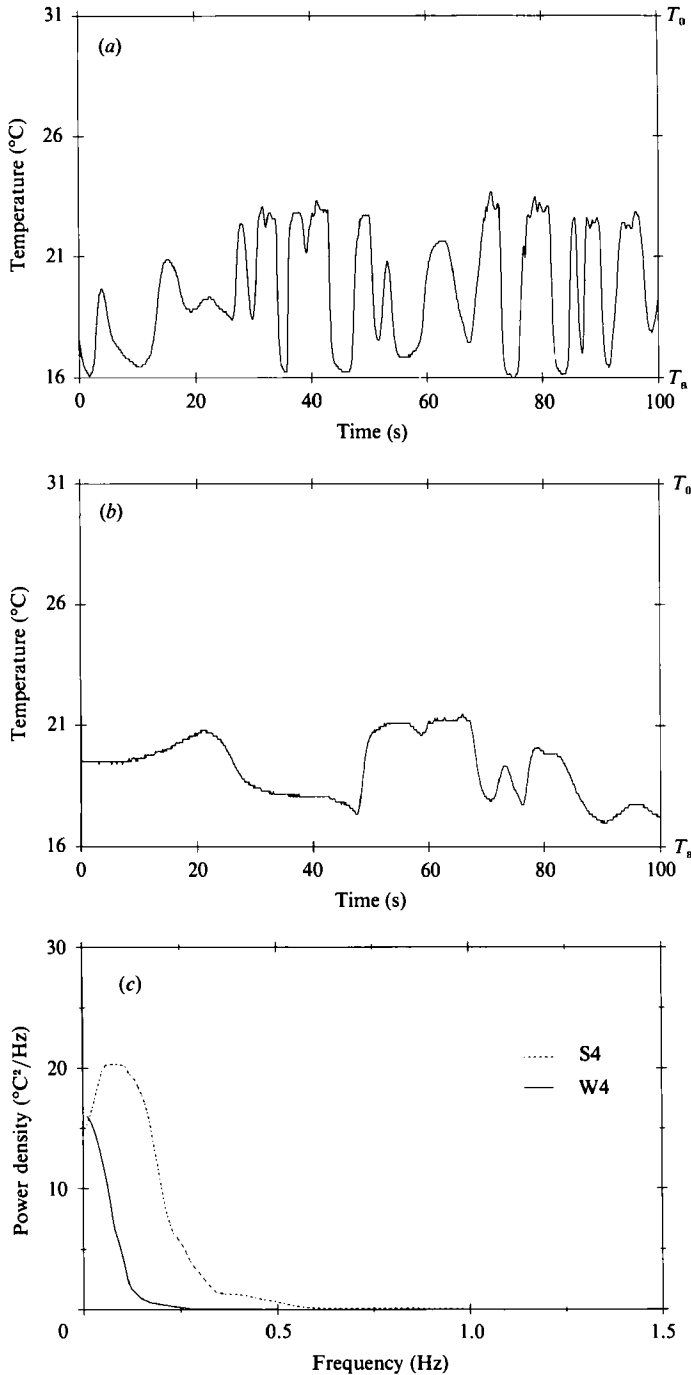 31
T₀
(a)
26
Temperature (°C)
21
16
Tₐ
0
20
40
60
80
100
Time (s)
31
T₀
(b)
26
Temperature (°C)
21
16
Tₐ
0
20
40
60
80
100
Time (s)
30
(c)
20
Power density (°C²/Hz)
S4
W4
10
0
0.5
1.0
1.5
Frequency (Hz)